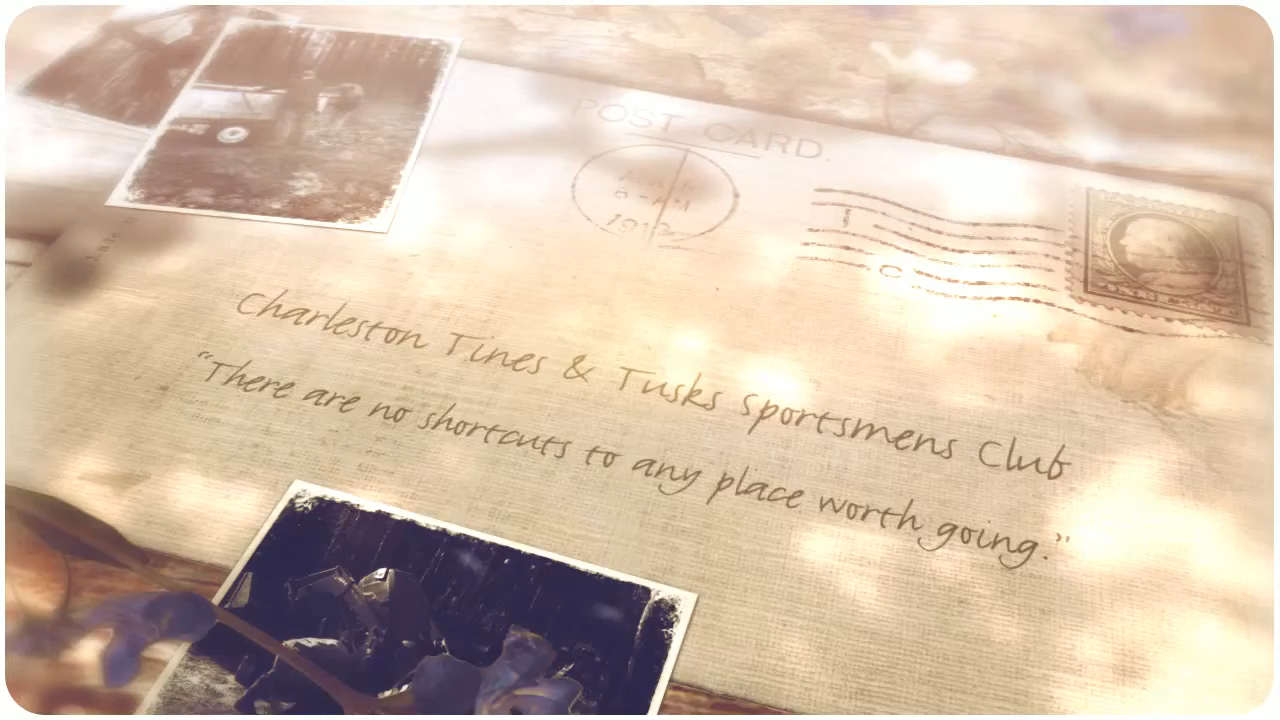 POST CARD.
Charleston Tines & Tusks Sportsmens Club
“There are no shortcuts to any place worth going.”